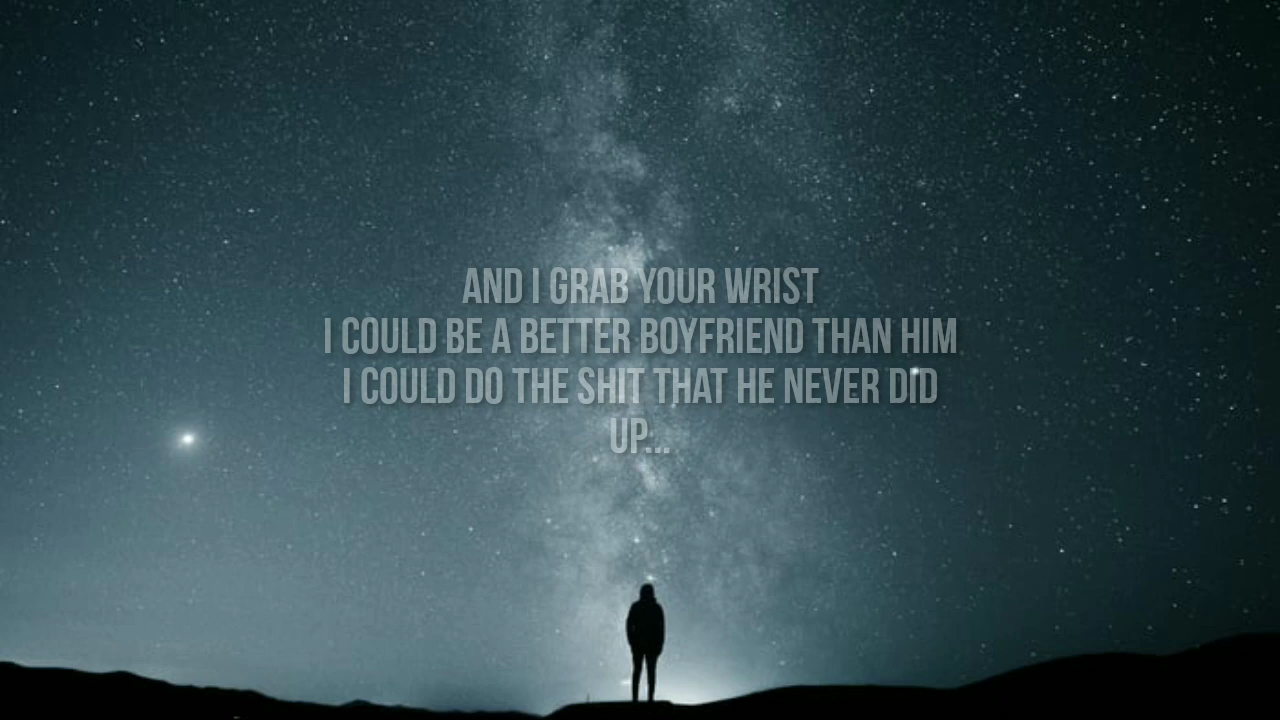 AND I GRAB YOUR WRIST
I COULD BE A BETTER BOYFRIEND THAN HIM
I COULD DO THE SHIT THAT HE NEVER DID
UP...